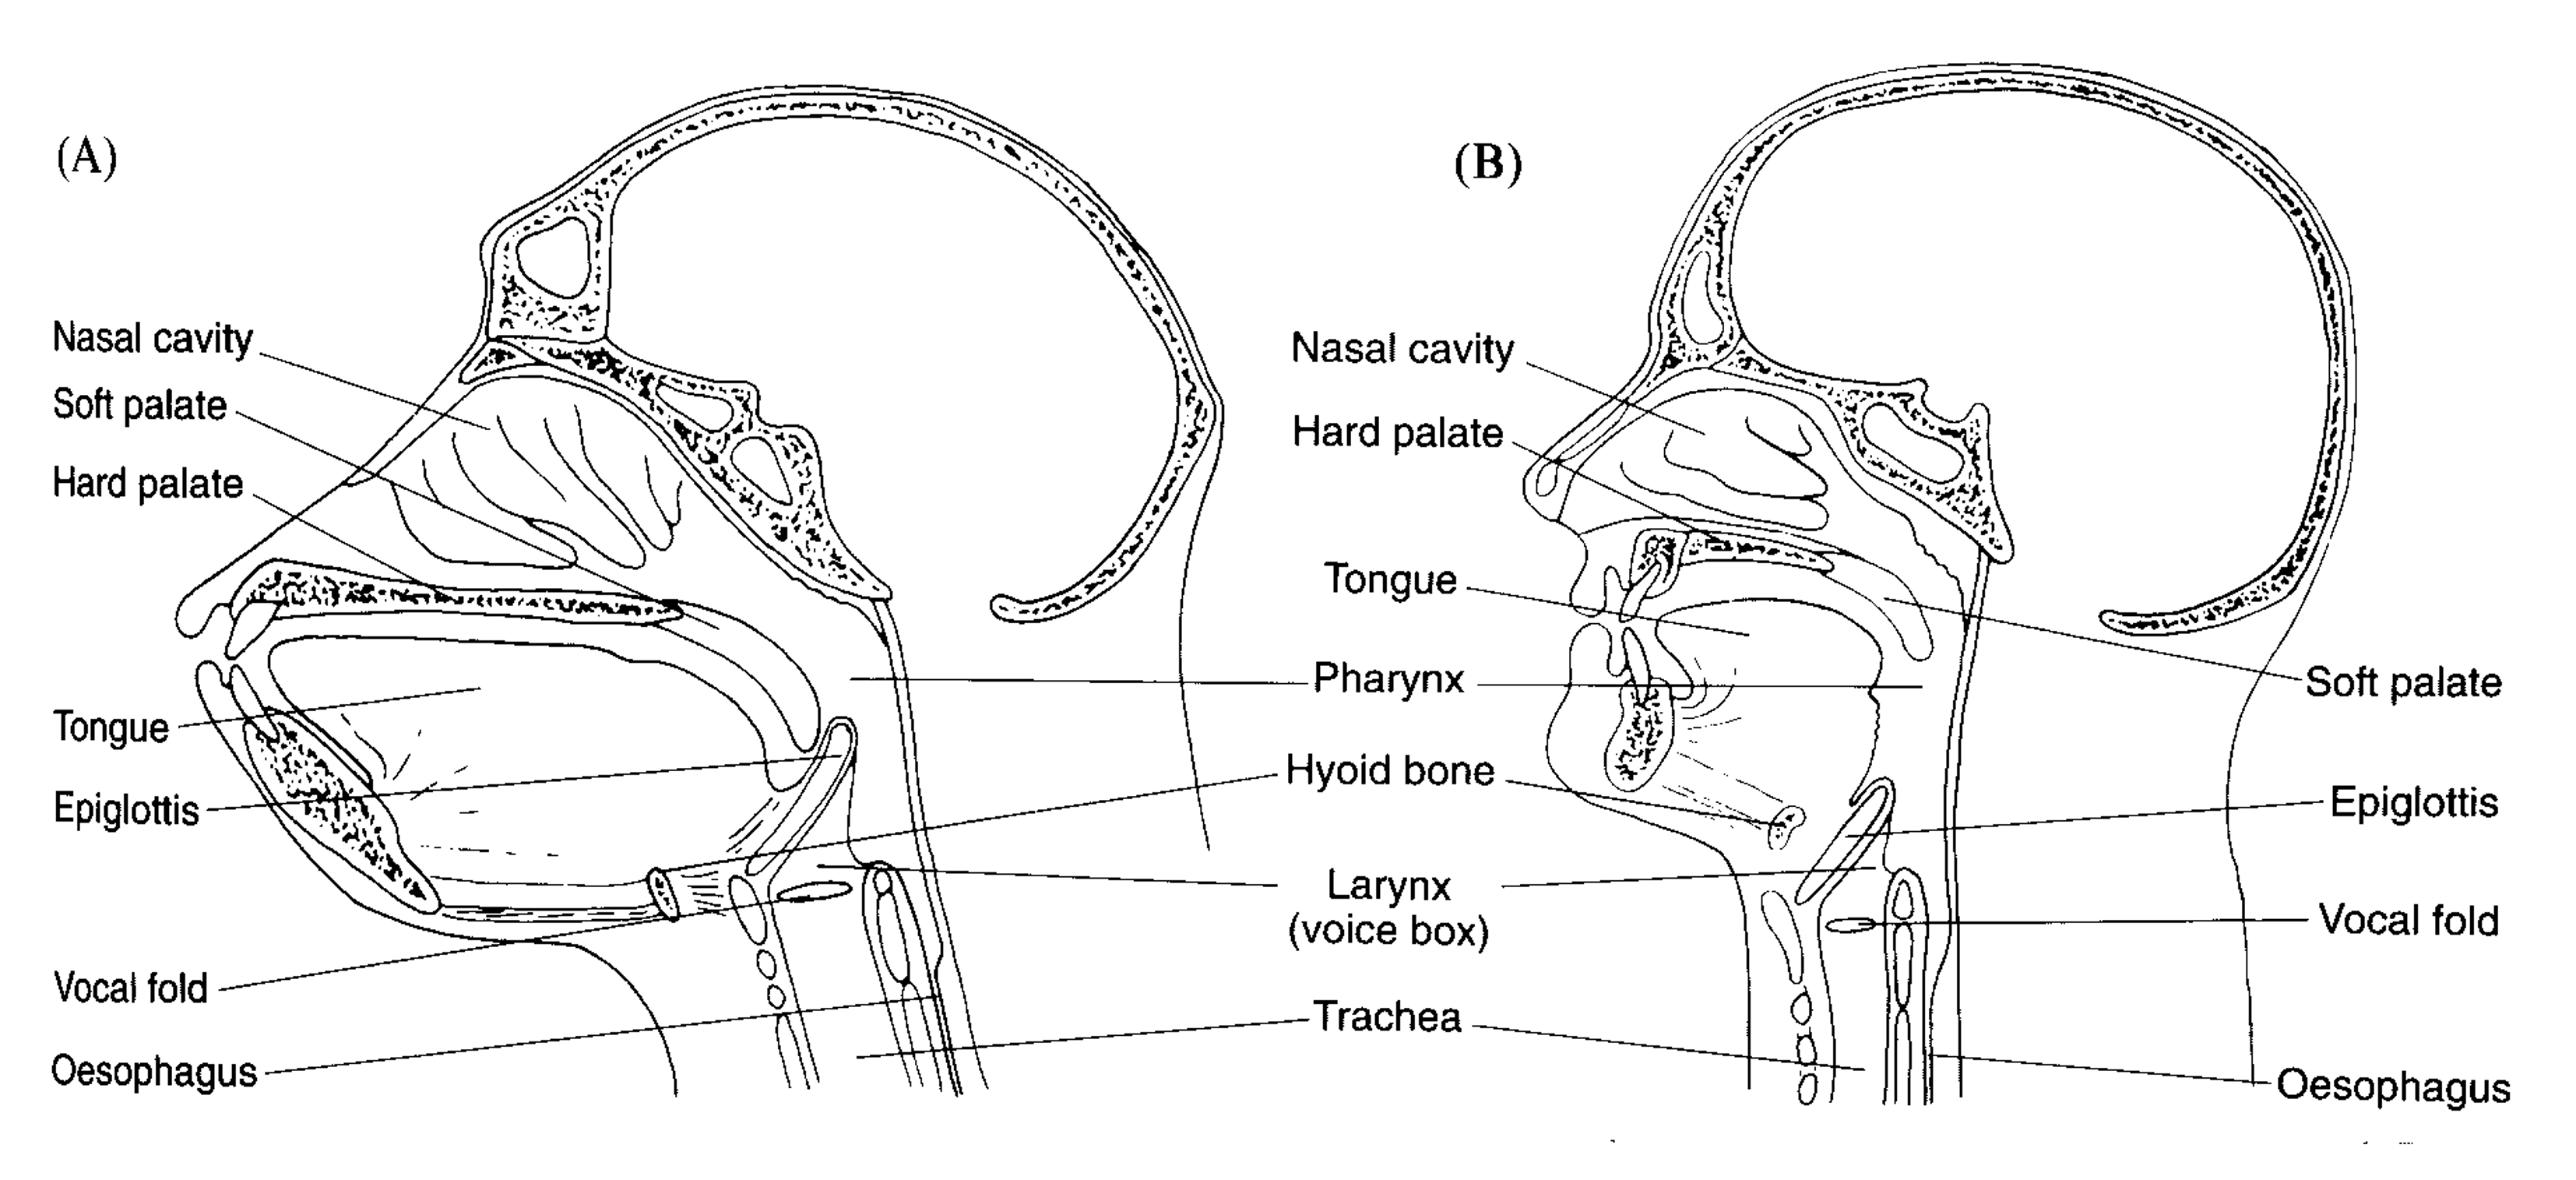 (A)
Nasal cavity
Soft palate
Hard palate
Tongue
Epiglottis
Vocal fold
Oesophagus
(B)
Nasal cavity
Hard palate
Tongue
Pharynx
Hyoid bone
Larynx
(voice box)
Trachea
Soft palate
Epiglottis
Vocal fold
Oesophagus